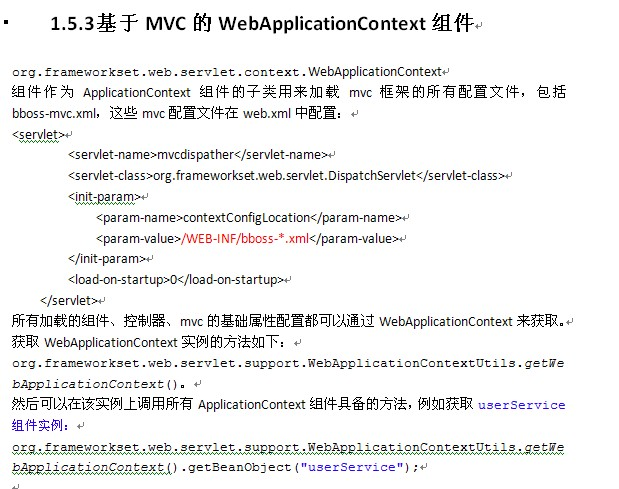 1.5.3基于 MVC 的 WebApplicationContext 组件
org.frameworkset.web.servlet.context.WebApplicationContext
组件作为 ApplicationContext 组件的子类用来加载 mvc 框架的所有配置文件，包括
bboss-mvc.xml，这些 mvc 配置文件在 web.xml 中配置：
<servlet>
<servlet-name>mvcdispather</servlet-name>
<servlet-class>org.frameworkset.web.servlet.DispatchServlet</servlet-class>
<init-param>
<param-name>contextConfigLocation</param-name>
<param-value>/WEB-INF/bboss-*.xml</param-value>
</init-param>
<load-on-startup>0</load-on-startup>
</servlet>
所有加载的组件、控制器、mvc 的基础属性配置都可以通过 WebApplicationContext 来获取。
获取 WebApplicationContext 实例的方法如下：
org.frameworkset.web.servlet.support.WebApplicationContextUtils.getWe
bApplicationContext()。
然后可以在该实例上调用所有 ApplicationContext 组件具备的方法，例如获取 userService
组件实例：
org.frameworkset.web.servlet.support.WebApplicationContextUtils.getWe
bApplicationContext().getBeanObject("userService");